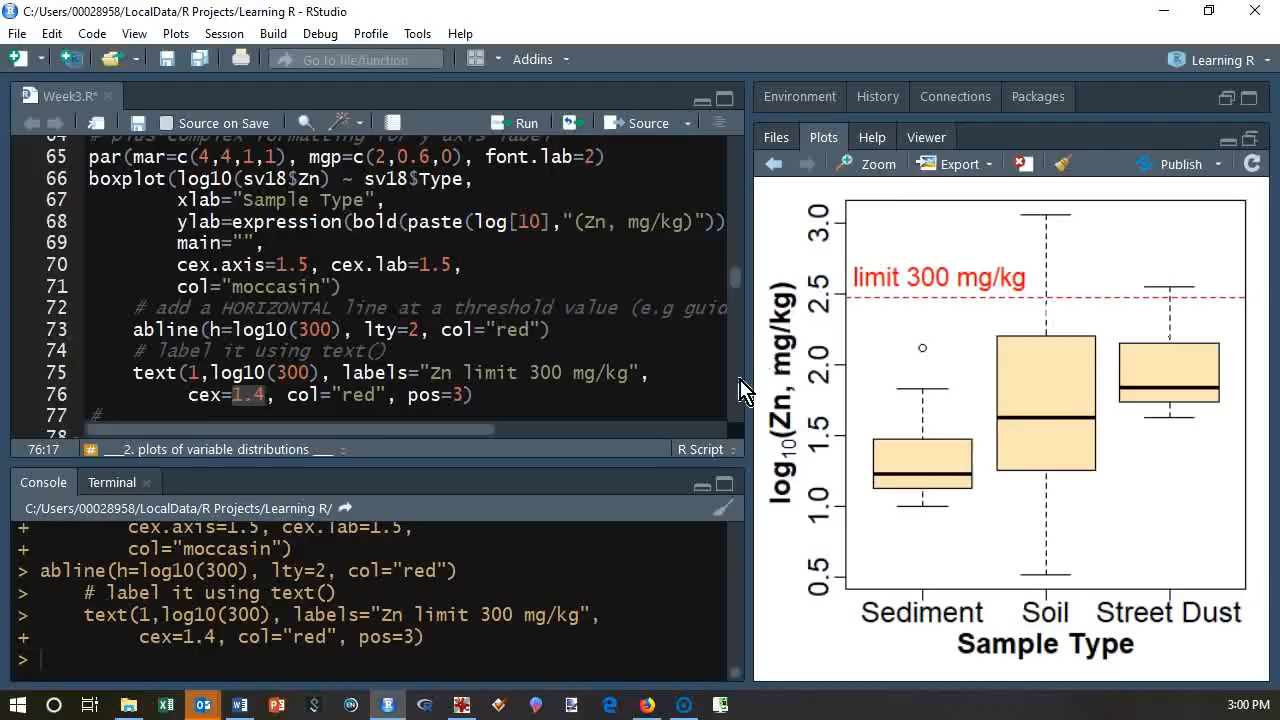 C:/Users/00028958/LocalData/R Projects/Learning R - RStudio
File Edit Code View Plots Session Build Debug Profile Tools Help
Go to file/function Addins Learning R
Week3.R*
Source on Save Run Source
64 # plus complex formatting for y axis label
65 par(mar=c(4,4,1,1), mgp=c(2,0.6,0), font.lab=2)
66 boxplot(log10(sv18$Zn) ~ sv18$Type,
67 xlab="Sample Type",
68 ylab=expression(bold(paste(log[10],"(Zn, mg/kg)"))
69 main="",
70 cex.axis=1.5, cex.lab=1.5,
71 col="moccasin")
72 # add a HORIZONTAL line at a threshold value (e.g guid
73 abline(h=log10(300), lty=2, col="red")
74 # label it using text()
75 text(1,log10(300), labels="Zn limit 300 mg/kg",
76 cex=1.4, col="red", pos=3)
77 #
78
76:17 # ___2. plots of variable distributions ___ R Script
Console Terminal
C:/Users/00028958/LocalData/R Projects/Learning R/
+ cex.axis=1.5, cex.lab=1.5,
+ col="moccasin")
> abline(h=log10(300), lty=2, col="red")
> # label it using text()
> text(1,log10(300), labels="Zn limit 300 mg/kg",
+ cex=1.4, col="red", pos=3)
>
Environment History Connections Packages
Files Plots Help Viewer
Zoom Export Publish
log10(Zn, mg/kg)
3.0
2.5
2.0
1.5
1.0
0.5
limit 300 mg/kg
Sediment Soil Street Dust
Sample Type
3:00 PM